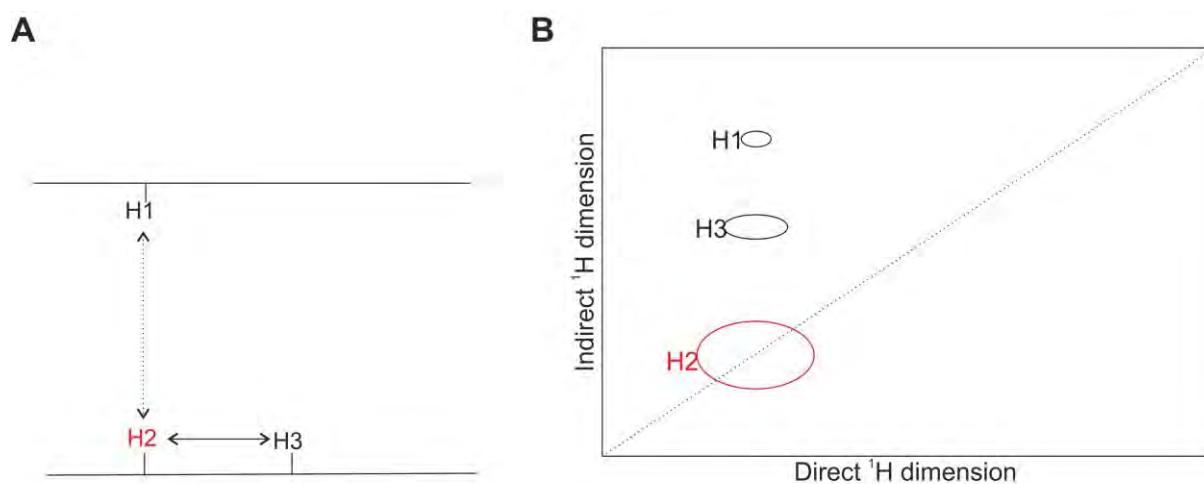 A
H1
H2
H3
B
H1
H3
H2
Indirect ¹H dimension
Direct ¹H dimension